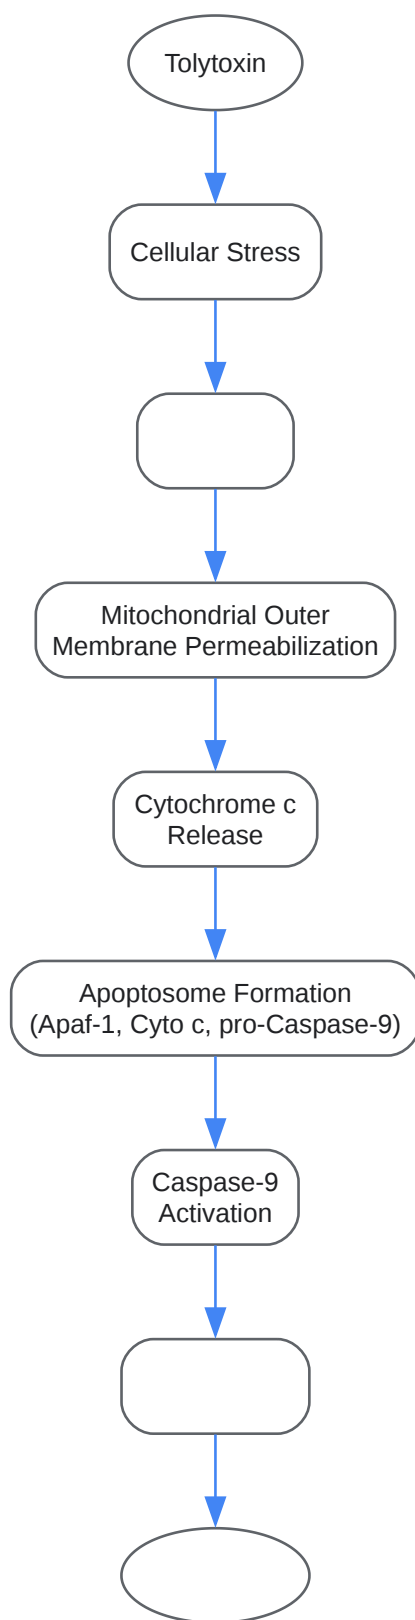 Tolytoxin
Cellular Stress
Mitochondrial Outer
Membrane Permeabilization
Cytochrome c
Release
Apoptosome Formation
(Apaf-1, Cyto c, pro-Caspase-9)
Caspase-9
Activation